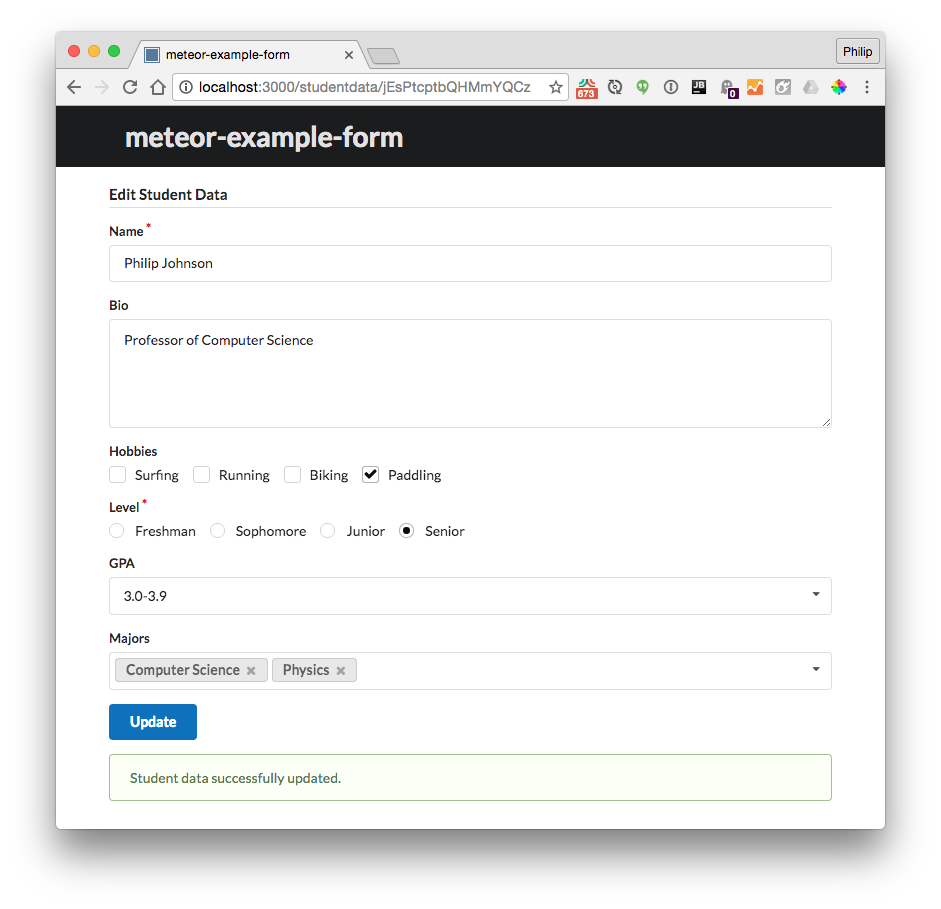 meteor-example-form
Philip
localhost:3000/studentdata/jEsPtcptbQHMmYQCz
673
JB
0
meteor-example-form
Edit Student Data
Name *
Philip Johnson
Bio
Professor of Computer Science
Hobbies
Surfing Running Biking Paddling
Level *
Freshman Sophomore Junior Senior
GPA
3.0-3.9
Majors
Computer Science Physics
Update
Student data successfully updated.